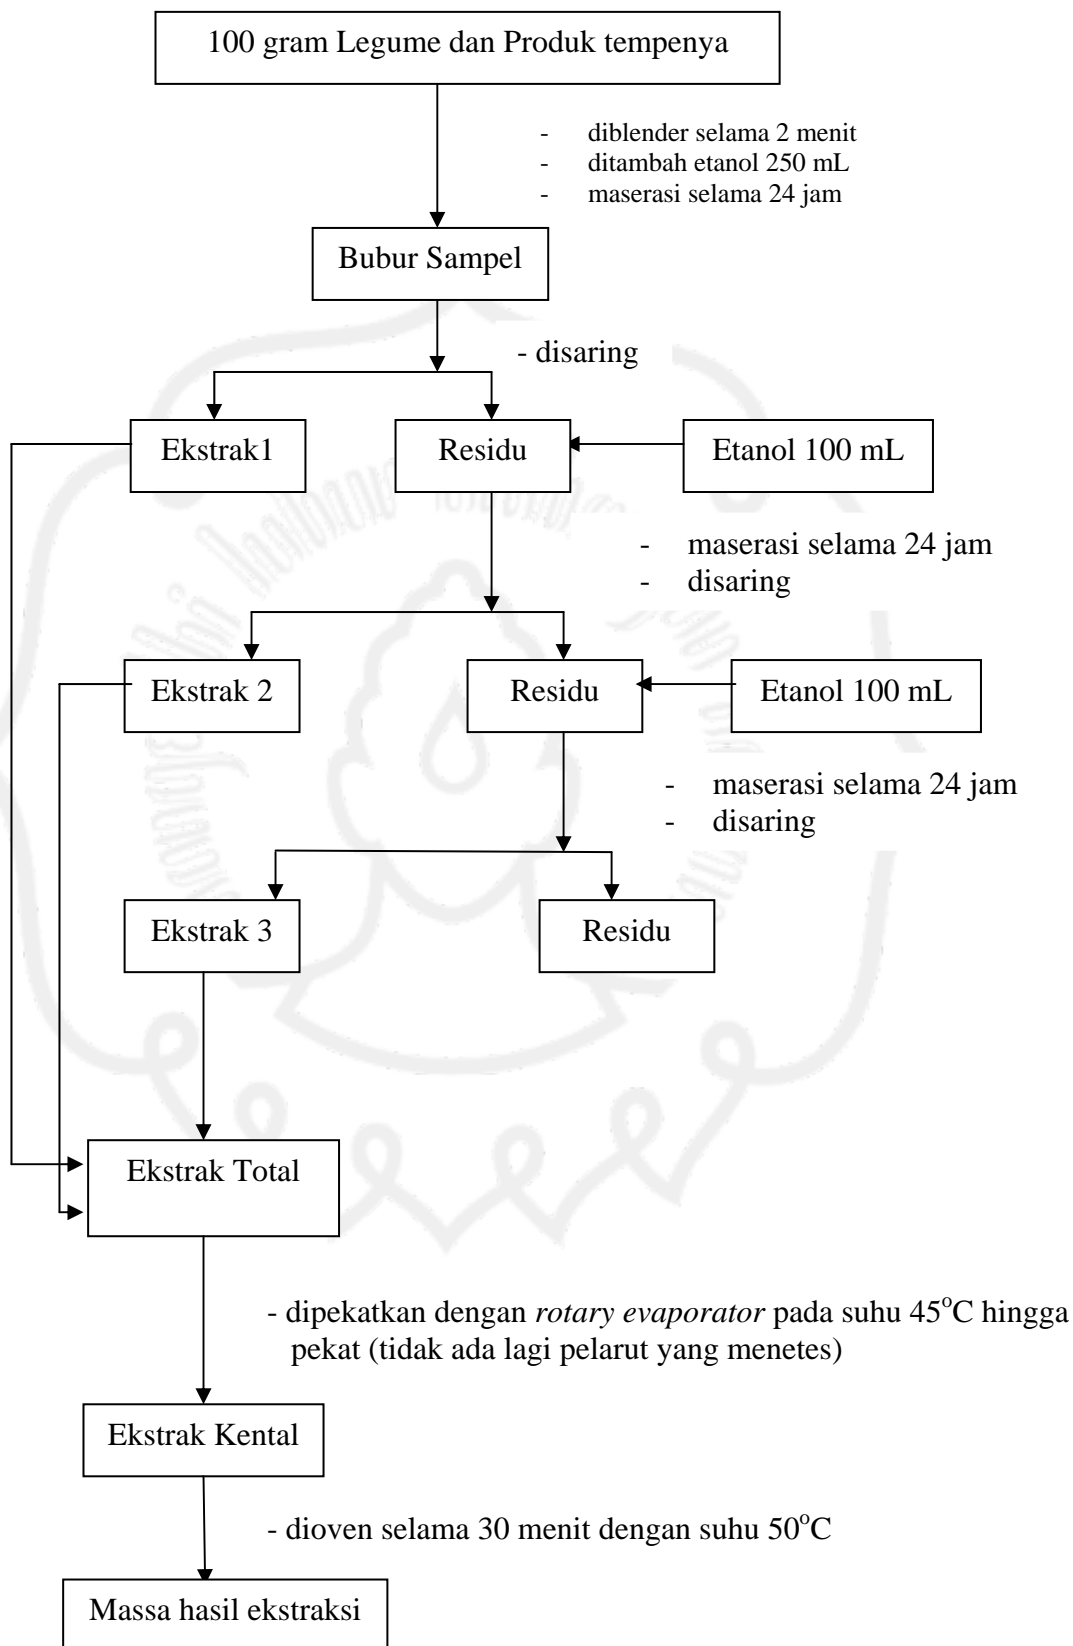 100 gram Legume dan Produk tempenya
- diblender selama 2 menit
- ditambah etanol 250 mL
- maserasi selama 24 jam
Bubur Sampel
- disaring
Ekstrak1
Residu
Etanol 100 mL
- maserasi selama 24 jam
- disaring
Ekstrak 2
Residu
Etanol 100 mL
- maserasi selama 24 jam
- disaring
Ekstrak 3
Residu
Ekstrak Total
- dipekatkan dengan rotary evaporator pada suhu 45°C hingga
pekat (tidak ada lagi pelarut yang menetes)
Ekstrak Kental
- dioven selama 30 menit dengan suhu 50°C
Massa hasil ekstraksi